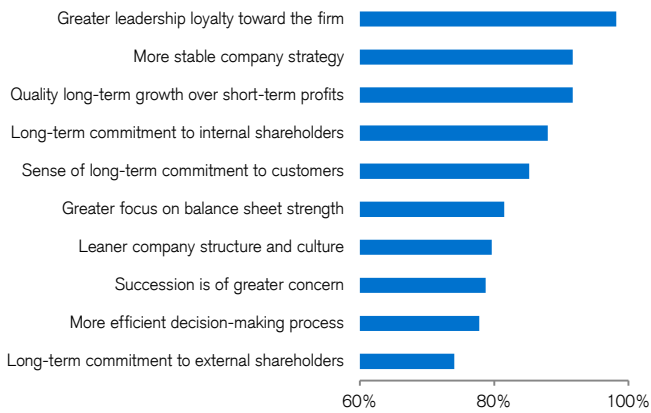 Greater leadership loyalty toward the firm
More stable company strategy
Quality long-term growth over short-term profits
Long-term commitment to internal shareholders
Sense of long-term commitment to customers
Greater focus on balance sheet strength
Leaner company structure and culture
Succession is of greater concern
More efficient decision-making process
Long-term commitment to external shareholders
60% 80% 100%